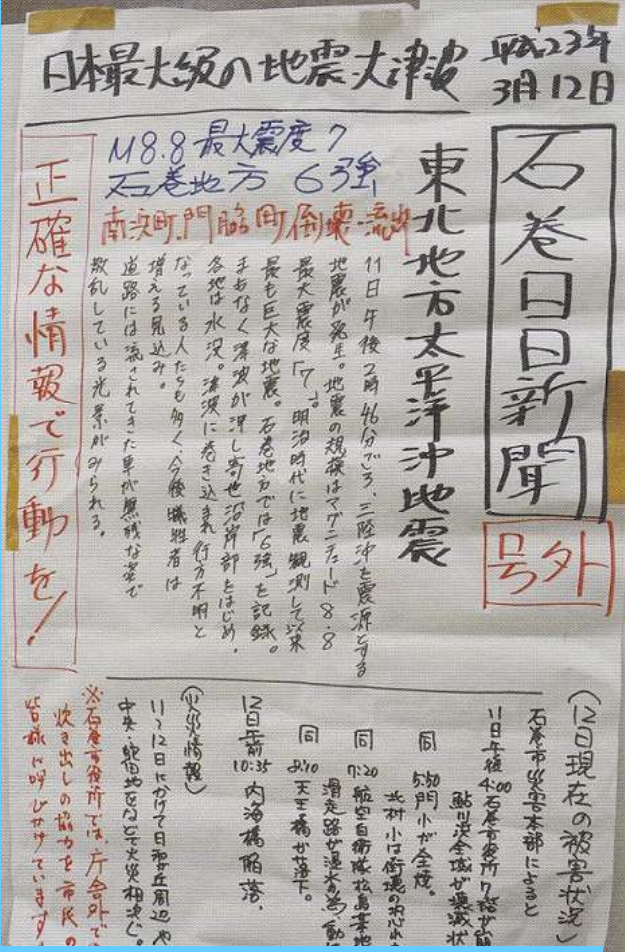 日本最大級の地震・大津波
平成23年
3月12日
石巻日日新聞
号外
東北地方太平洋沖地震
M8.8 最大震度7
石巻地方 6強
南浜町、門脇町倒壊・流出
11日午後2時46分ごろ、三陸沖を震源とする
地震が発生。地震の規模はマグニチュード8.8
最大震度「7」。明治時代に地震観測して以来
最も巨大な地震。石巻地方では「6強」を記録。
まもなく津波が押し寄せ沿岸部をはじめ、
各地は水没。津波に巻き込まれ行方不明と
なっている人たちも多く、今後犠牲者は
増える見込み。
道路には流されてきた車が無残な姿で
散乱している光景がみられる。
正確な情報で行動を!
(12日現在の被害状況)
石巻市災害本部によると
11日午後4:00 石巻市役所7
鮎川浜全域が壊滅状
同 5:50 門小が全焼。
北村小は倒壊の恐れ
同 7:20 航空自衛隊松島基地
滑走路が浸水の為
同 8:10 天王橋が落下。
12日午前10:35 内海橋陥落、
(火災情報)
11〜12日にかけて日和が丘周辺や
中央・蛇田地区などで火災相次ぐ。
※石巻市役所では、庁舎外で
炊き出しの協力を市民の
皆様に呼びかけています